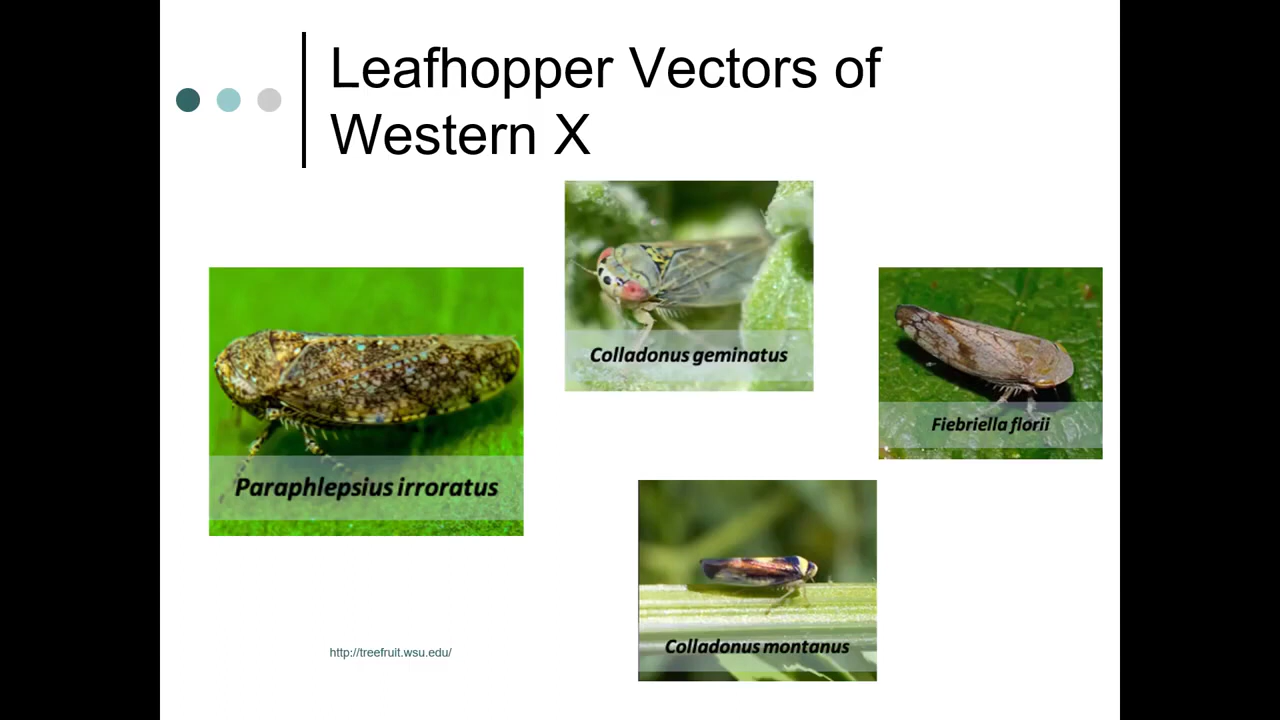 Leafhopper Vectors of
Western X
Colladonus geminatus
Fiebriella florii
Paraphlepsius irroratus
Colladonus montanus
http://treefruit.wsu.edu/